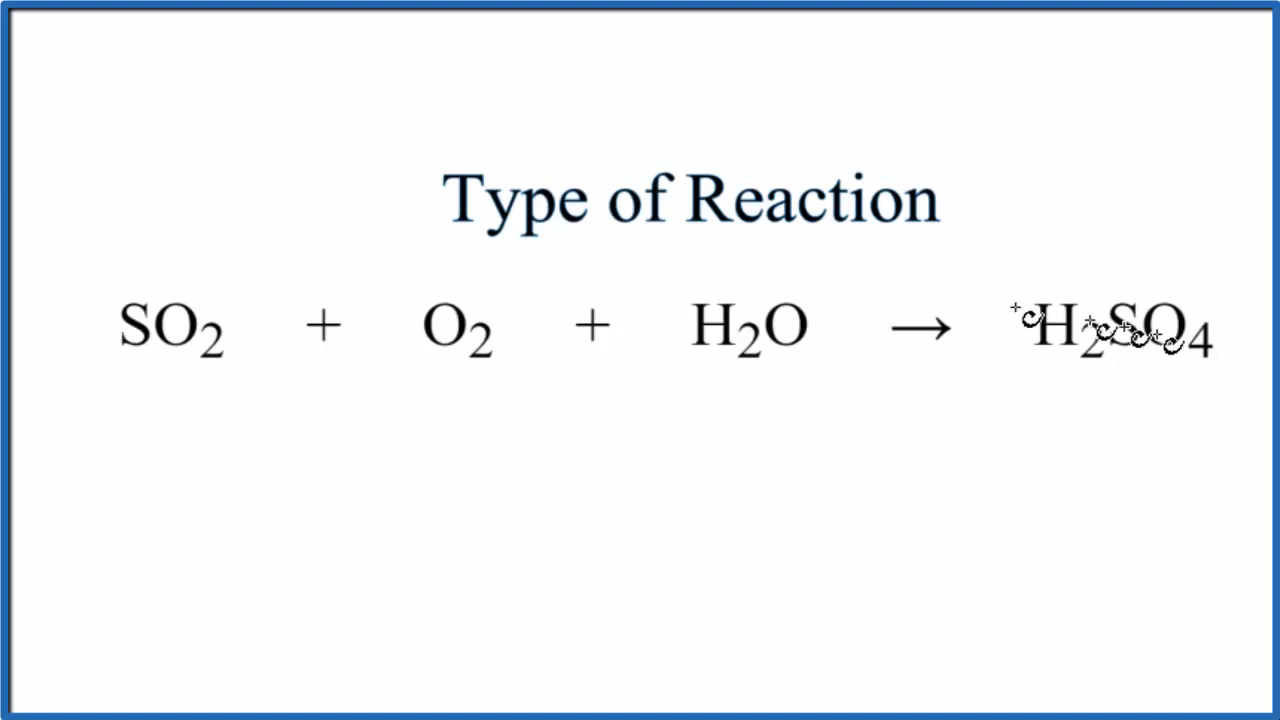 Type of Reaction
SO₂ + O₂ + H₂O → H₂SO₄